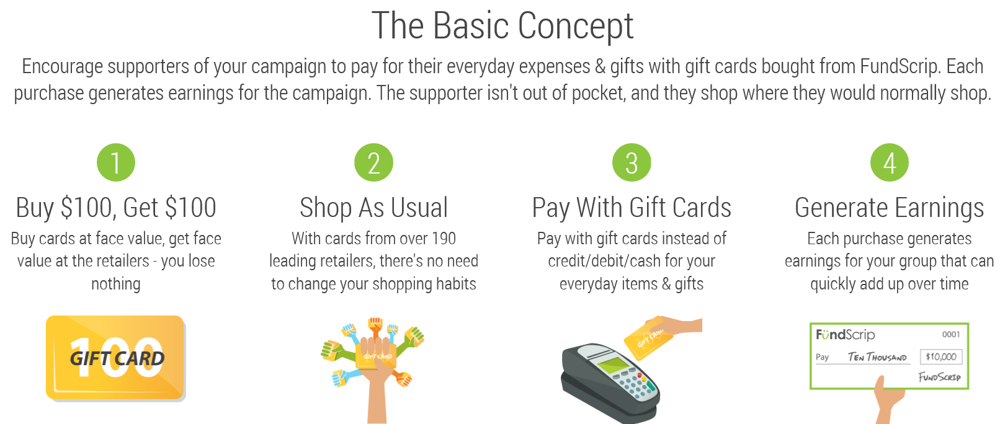 The Basic Concept
Encourage supporters of your campaign to pay for their everyday expenses & gifts with gift cards bought from FundScrip. Each
purchase generates earnings for the campaign. The supporter isn't out of pocket, and they shop where they would normally shop.
1
Buy $100, Get $100
Buy cards at face value, get face
value at the retailers - you lose
nothing
100
GIFT CARD
2
Shop As Usual
With cards from over 190
leading retailers, there's no need
to change your shopping habits
GIFT CARD
3
Pay With Gift Cards
Pay with gift cards instead of
credit/debit/cash for your
everyday items & gifts
GIFT CARD
4
Generate Earnings
Each purchase generates
earnings for your group that can
quickly add up over time
FündScrip 0001
Pay TEN THOUSAND $10,000
FUNDSCRIP